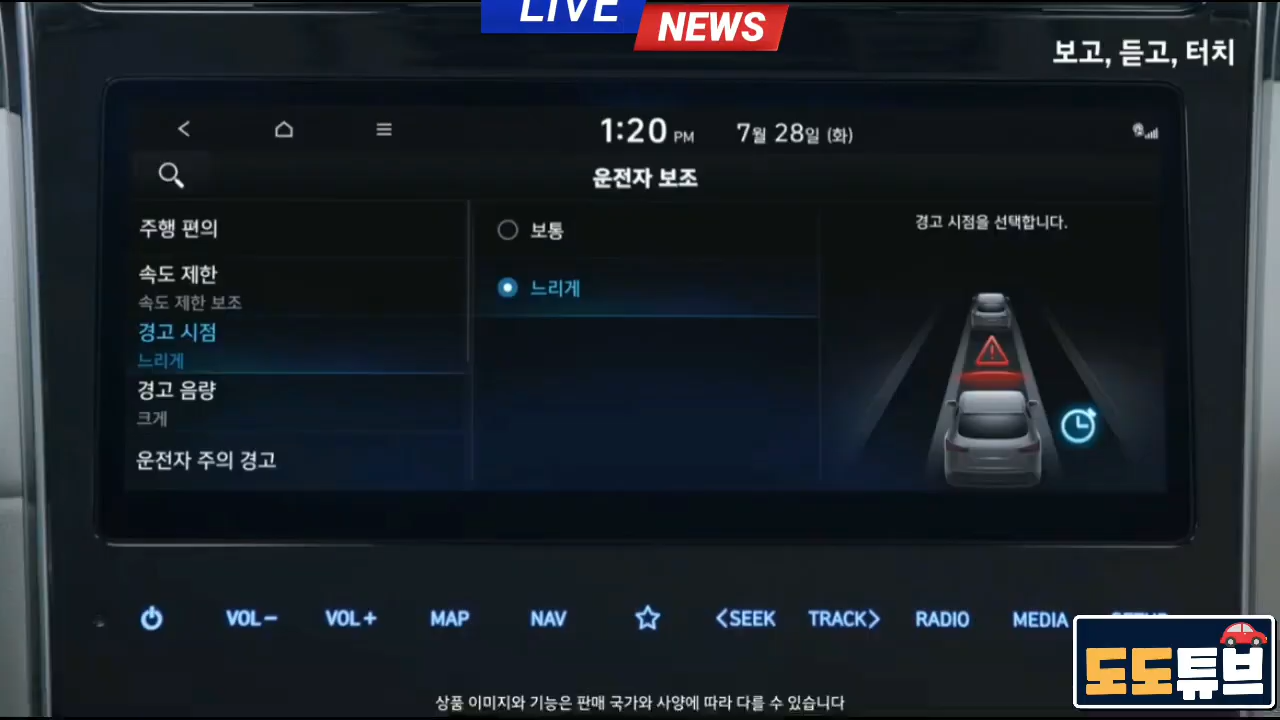 LIVE
NEWS
보고, 듣고, 터치
1:20 PM 7월 28일 (화)
운전자 보조
주행 편의
속도 제한
속도 제한 보조
경고 시점
느리게
경고 음량
크게
운전자 주의 경고
보통
느리게
경고 시점을 선택합니다.
VOL- VOL+ MAP NAV <SEEK TRACK> RADIO MEDIA
도도튜브
상품 이미지와 기능은 판매 국가와 사양에 따라 다를 수 있습니다